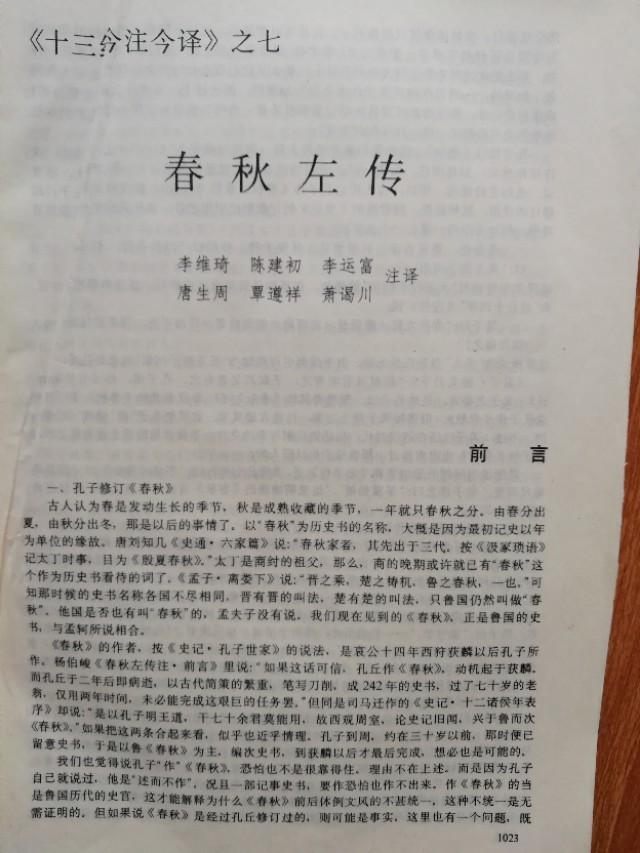 《十三今注今译》之七
春秋左传
李维琦 陈建初 李运富 注译
唐生周 覃遵祥 萧谒川
前言
一、孔子修订《春秋》
古人认为春是发动生长的季节，秋是成熟收藏的季节，一年就只春秋之分。由春分出
夏，由秋分出冬，那是以后的事情了。以“春秋”为历史书的名称，大概是因为最初记史以年
为单位的缘故。唐刘知几《史通·六家篇》说：“春秋家者，其先出于三代。按《汲冢琐语》
记太丁时事，目为《殷夏春秋》。”太丁是商纣的祖父，那么，商的晚期或许就已有“春秋”这
个作为历史书看待的词了。《孟子·离娄下》说：“晋之乘，楚之梼杌，鲁之春秋，一也。”可
知那时候的史书名称各国不尽相同。晋有晋的叫法，楚有楚的叫法，只鲁国仍然叫做“春
秋”。他国是否也有叫“春秋”的，孟夫子没有说。我们现在见到的《春秋》，正是鲁国的史
书，与孟轲所说相合。
《春秋》的作者，按《史记·孔子世家》的说法，是哀公十四年西狩获麟以后孔子所
作。杨伯峻《春秋左传注·前言》里说：“如果这话可信，孔丘作《春秋》，动机起于获麟。
而孔丘于二年后即病逝，以古代简策的繁重，笔写刀削，成242年的史书，过了七十岁的老
翁，仅用两年时间，未必能完成这艰巨的任务罢。”但同是司马迁作的《史记·十二诸侯年表
序》却说：“是以孔子明王道，干七十余君莫能用，故西观周室，论史记旧闻，兴于鲁而次
《春秋》。”如果把这两条合起来看，似乎也近乎情理。孔子到周，约在三十岁以前，那时便已
留意史书，于是以鲁《春秋》为主，编次史书，到获麟以后才最后完成，想必也是可能的。
我们也觉得说孔子“作”《春秋》，恐怕也不是很靠得住，理由不在上述。而是因为孔子
自己就说过，他是“述而不作”，况且一部记事史书，要作恐怕也作不出来。作《春秋》的当
是鲁国历代的史官，这才能解释为什么《春秋》前后体例文风的不甚统一，这种不统一是无
需证明的。但如果说《春秋》是经过孔丘修订过的，则可能是事实，这里也有一个问题，既
1023